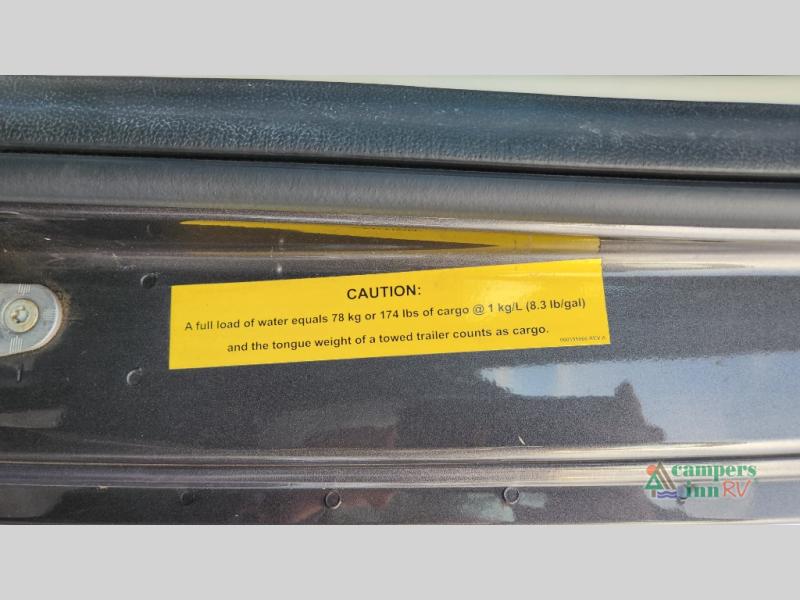 CAUTION:
A full load of water equals 78 kg or 174 lbs of cargo @ 1 kg/L (8.3 lb/gal)
and the tongue weight of a towed trailer counts as cargo.
campers
inn RV